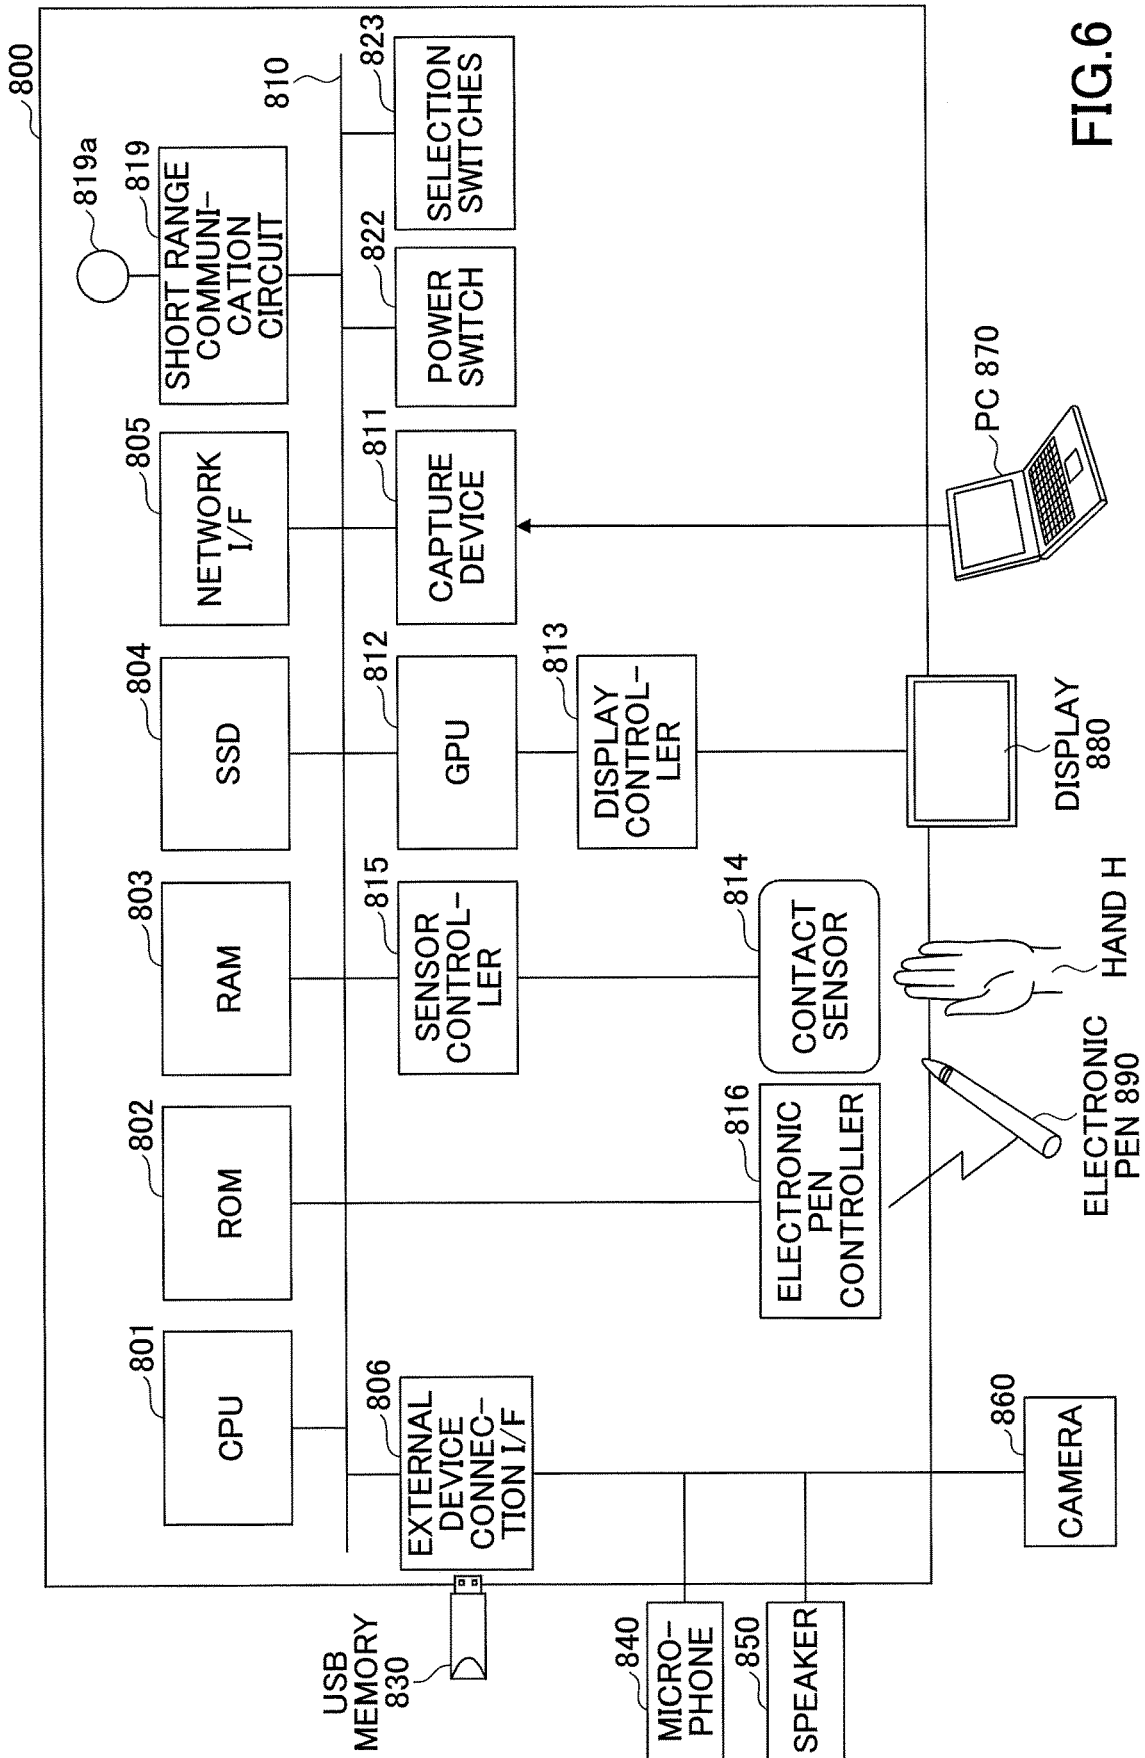 800
CPU
801
ROM
802
RAM
803
SSD
804
NETWORK
I/F
805
SHORT RANGE
COMMUNI-
CATION
CIRCUIT
819
819a
810
USB
MEMORY
830
EXTERNAL
DEVICE
CONNEC-
TION I/F
806
SENSOR
CONTROL-
LER
815
GPU
812
CAPTURE
DEVICE
811
POWER
SWITCH
822
SELECTION
SWITCHES
823
DISPLAY
CONTROL-
LER
813
MICRO-
PHONE
840
SPEAKER
850
ELECTRONIC
PEN
CONTROLLER
816
CONTACT
SENSOR
814
CAMERA
860
ELECTRONIC
PEN 890
HAND H
DISPLAY
880
PC 870
FIG.6